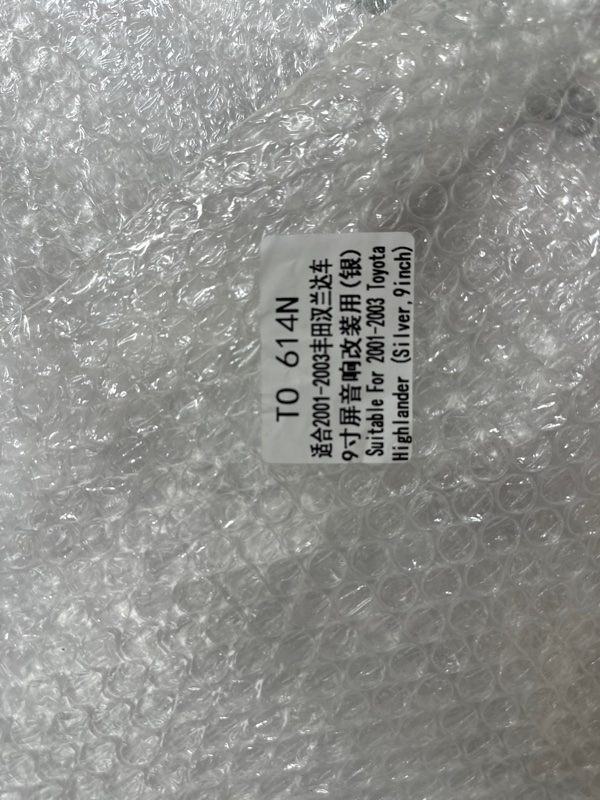 TO 614N
适合2001-2003丰田汉兰达车
9寸屏音响改装用(银)
Suitable For 2001-2003 Toyota
Highlander (Silver,9inch)